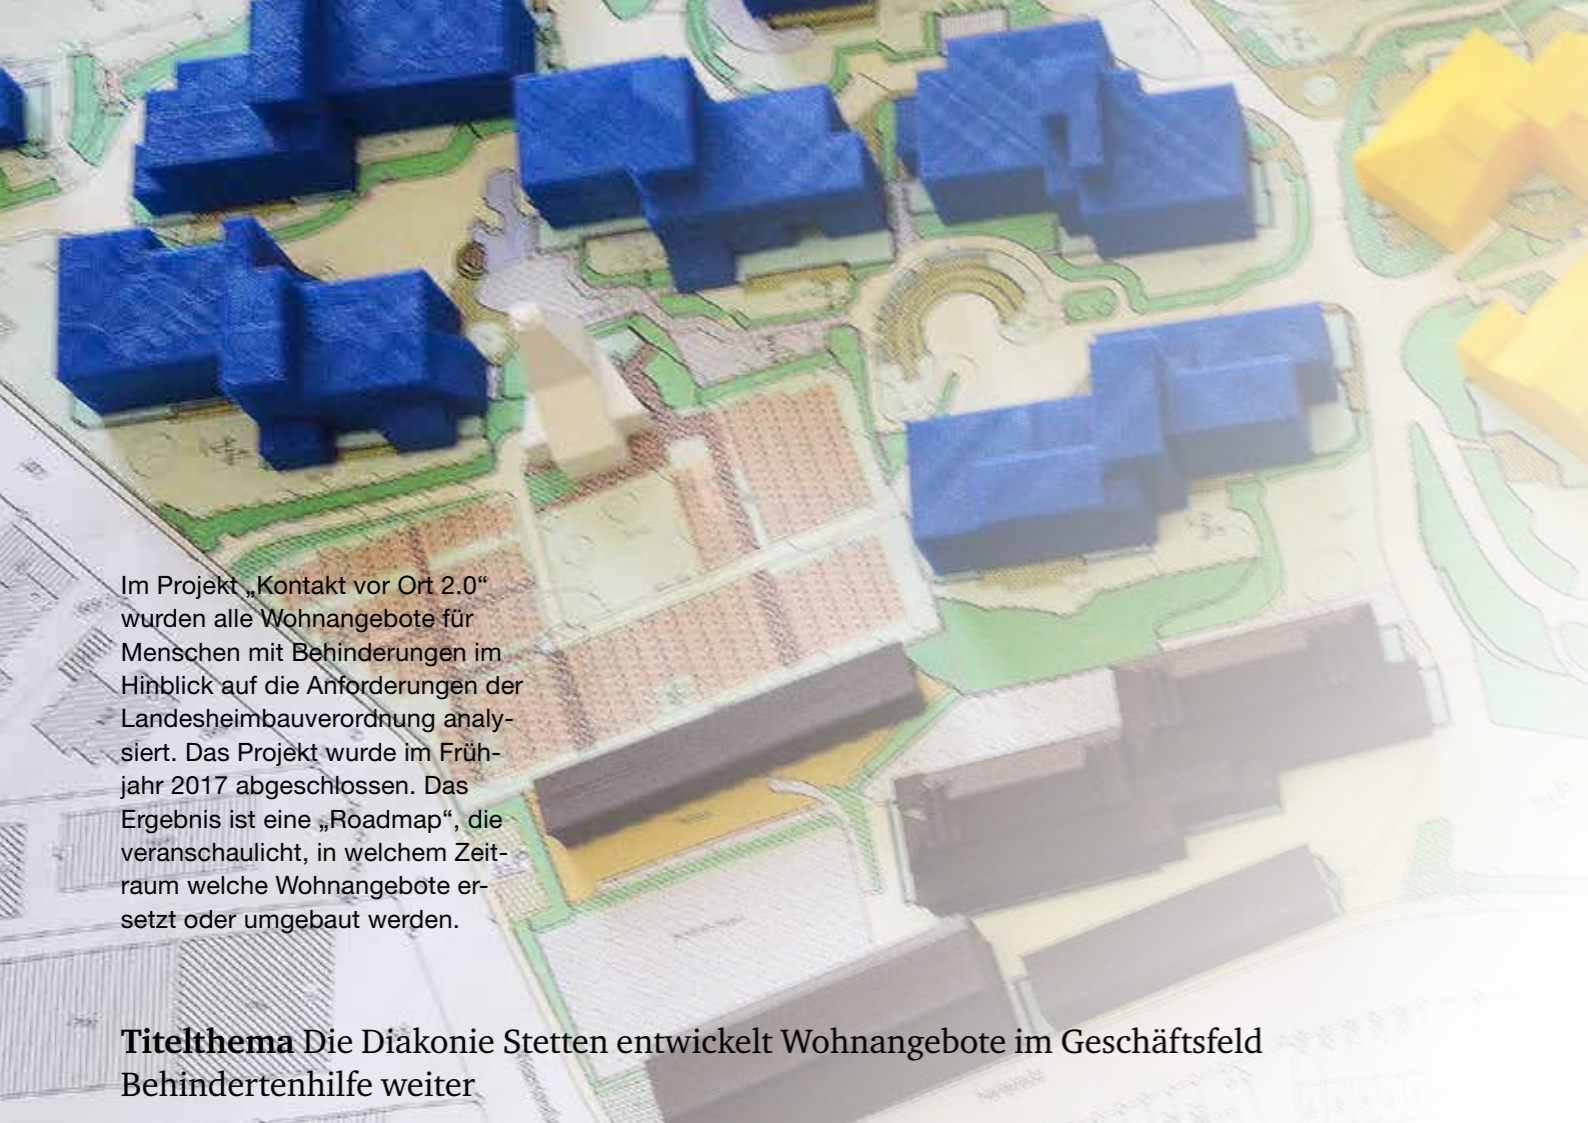 Im Projekt „Kontakt vor Ort 2.0“
wurden alle Wohnangebote für
Menschen mit Behinderungen im
Hinblick auf die Anforderungen der
Landesheimbauverordnung analy-
siert. Das Projekt wurde im Früh-
jahr 2017 abgeschlossen. Das
Ergebnis ist eine „Roadmap“, die
veranschaulicht, in welchem Zeit-
raum welche Wohnangebote er-
setzt oder umgebaut werden.
Titelthema Die Diakonie Stetten entwickelt Wohnangebote im Geschäftsfeld
Behindertenhilfe weiter